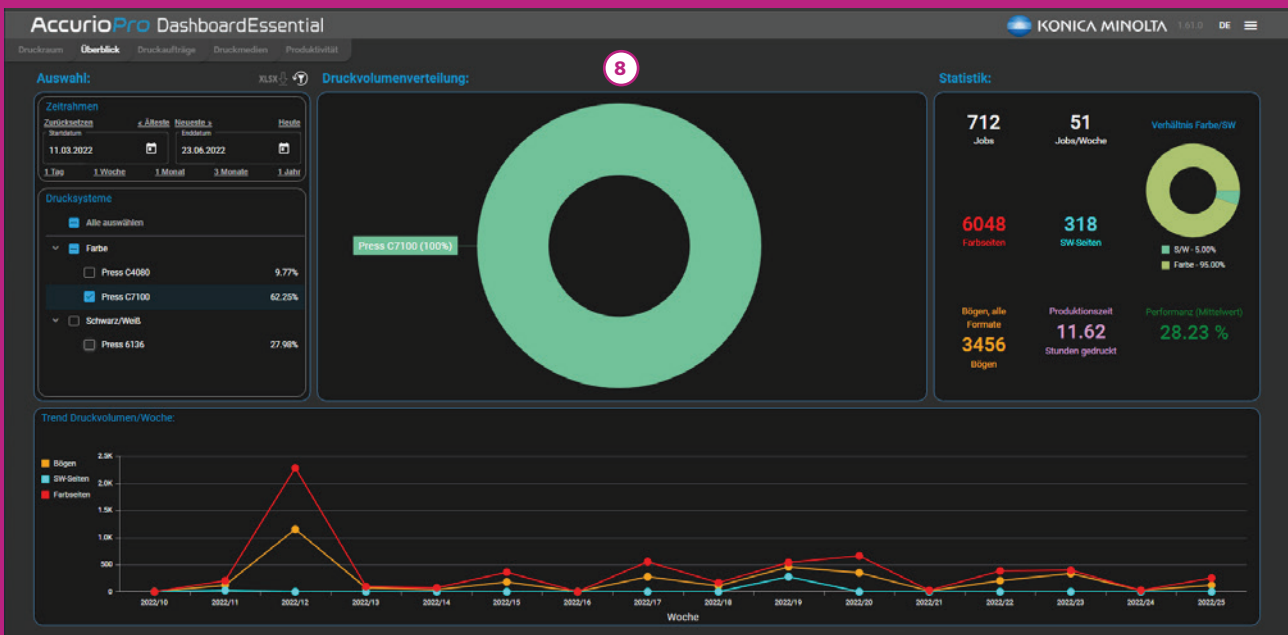 AccurioPro DashboardEssential
KONICA MINOLTA 1.61.0 DE
Druckraum Überblick Druckaufträge Druckmedien Produktivität
Auswahl:
XLSX
Druckvolumenverteilung:
8
Statistik:
Zeitrahmen
Zurücksetzen < Älteste Neueste > Heute
Startdatum Enddatum
11.03.2022 23.06.2022
1 Tag 1 Woche 1 Monat 3 Monate 1 Jahr
Drucksysteme
Alle auswählen
Farbe
Press C4080 9.77%
Press C7100 62.25%
Schwarz/Weiß
Press 6136 27.98%
Press C7100 (100%)
712
Jobs
51
Jobs/Woche
Verhältnis Farbe/SW
6048
Farbseiten
318
SW-Seiten
S/W - 5.00%
Farbe - 95.00%
Bögen, alle
Formate
3456
Bögen
Produktionszeit
11.62
Stunden gedruckt
Performanz (Mittelwert)
28.23 %
Trend Druckvolumen/Woche:
Bögen
SW-Seiten
Farbseiten
2.5K
2.0K
1.5K
1.0K
500
0
2022/10 2022/11 2022/12 2022/13 2022/14 2022/15 2022/16 2022/17 2022/18 2022/19 2022/20 2022/21 2022/22 2022/23 2022/24 2022/25
Woche